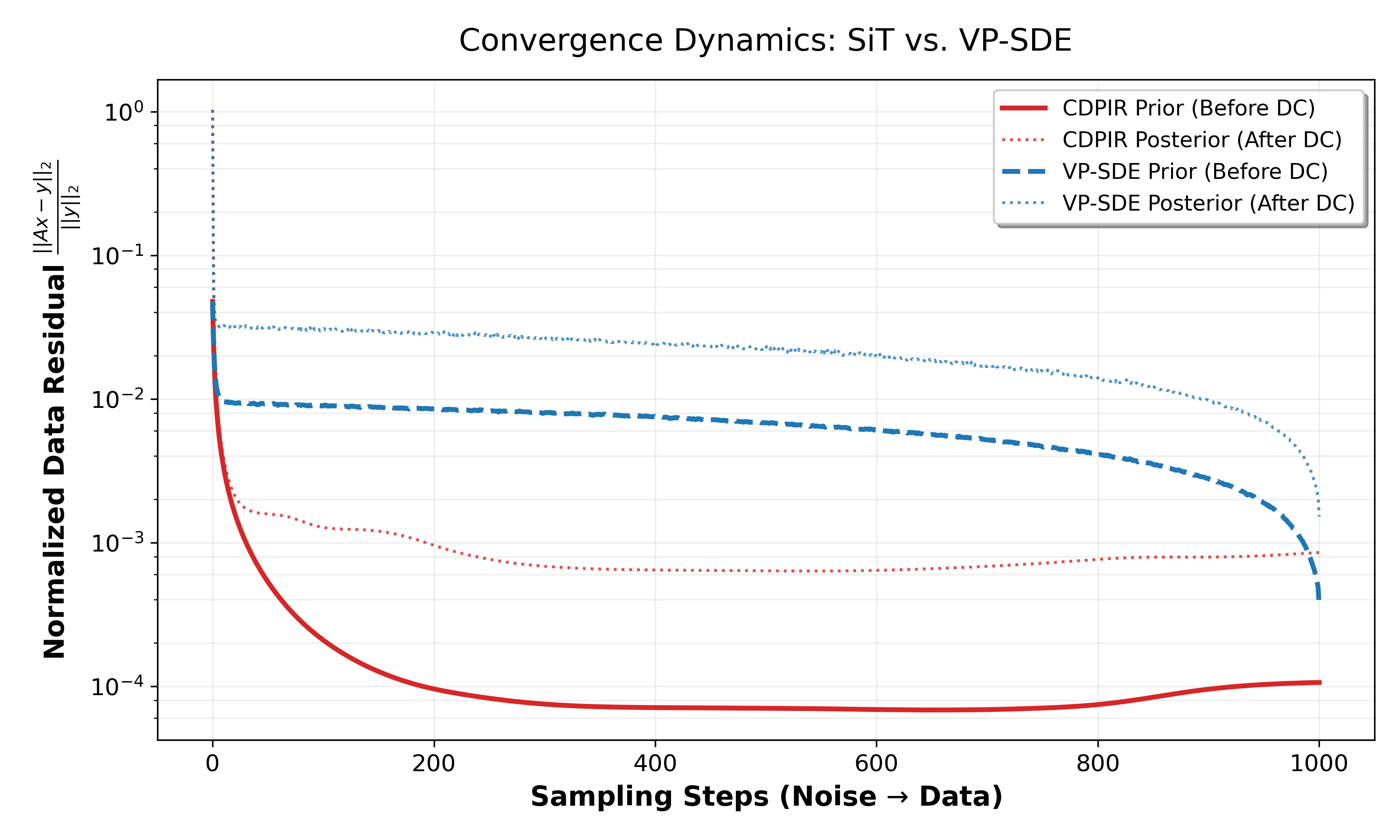 Convergence Dynamics: SiT vs. VP-SDE
Normalized Data Residual ||Ax − y||₂ / ||y||₂
10⁰
10⁻¹
10⁻²
10⁻³
10⁻⁴
CDPIR Prior (Before DC)
CDPIR Posterior (After DC)
VP-SDE Prior (Before DC)
VP-SDE Posterior (After DC)
0 200 400 600 800 1000
Sampling Steps (Noise → Data)